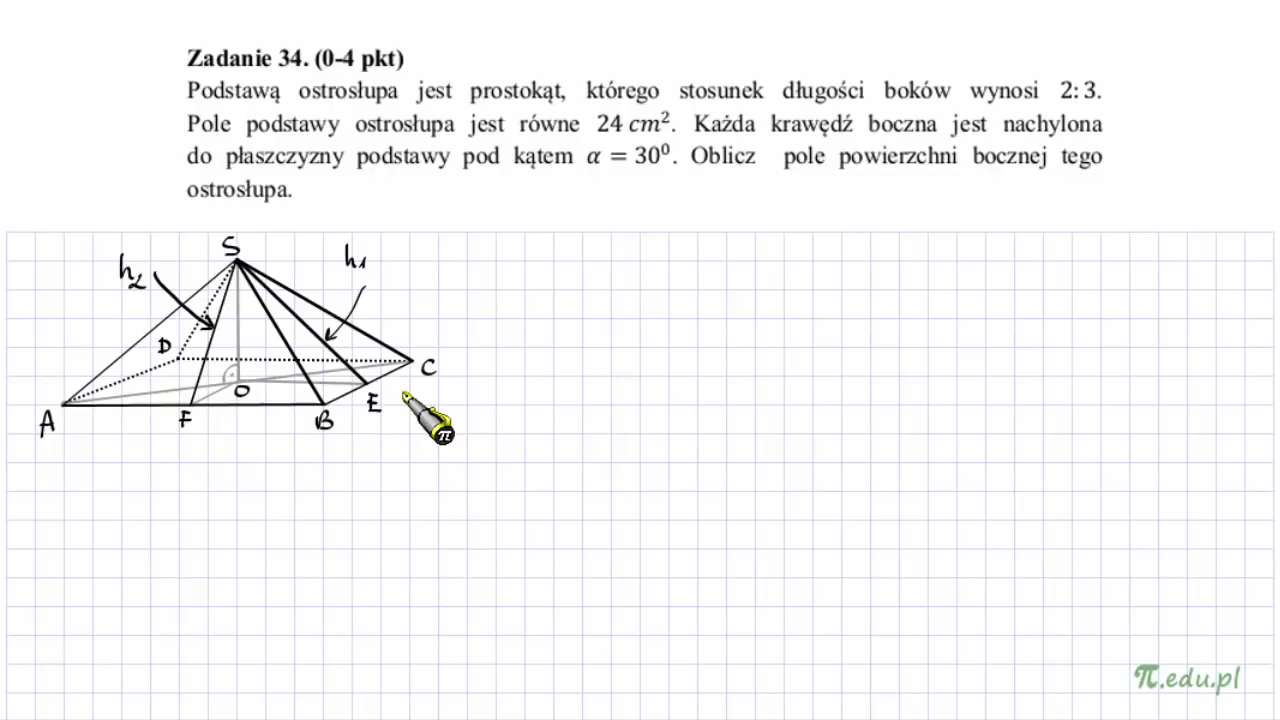 Zadanie 34. (0-4 pkt)
Podstawą ostrosłupa jest prostokąt, którego stosunek długości boków wynosi 2:3.
Pole podstawy ostrosłupa jest równe 24 cm². Każda krawędź boczna jest nachylona
do płaszczyzny podstawy pod kątem α = 30⁰. Oblicz pole powierzchni bocznej tego
ostrosłupa.
S
h₂
h₁
D
C
O
E
A
F
B
π
π.edu.pl